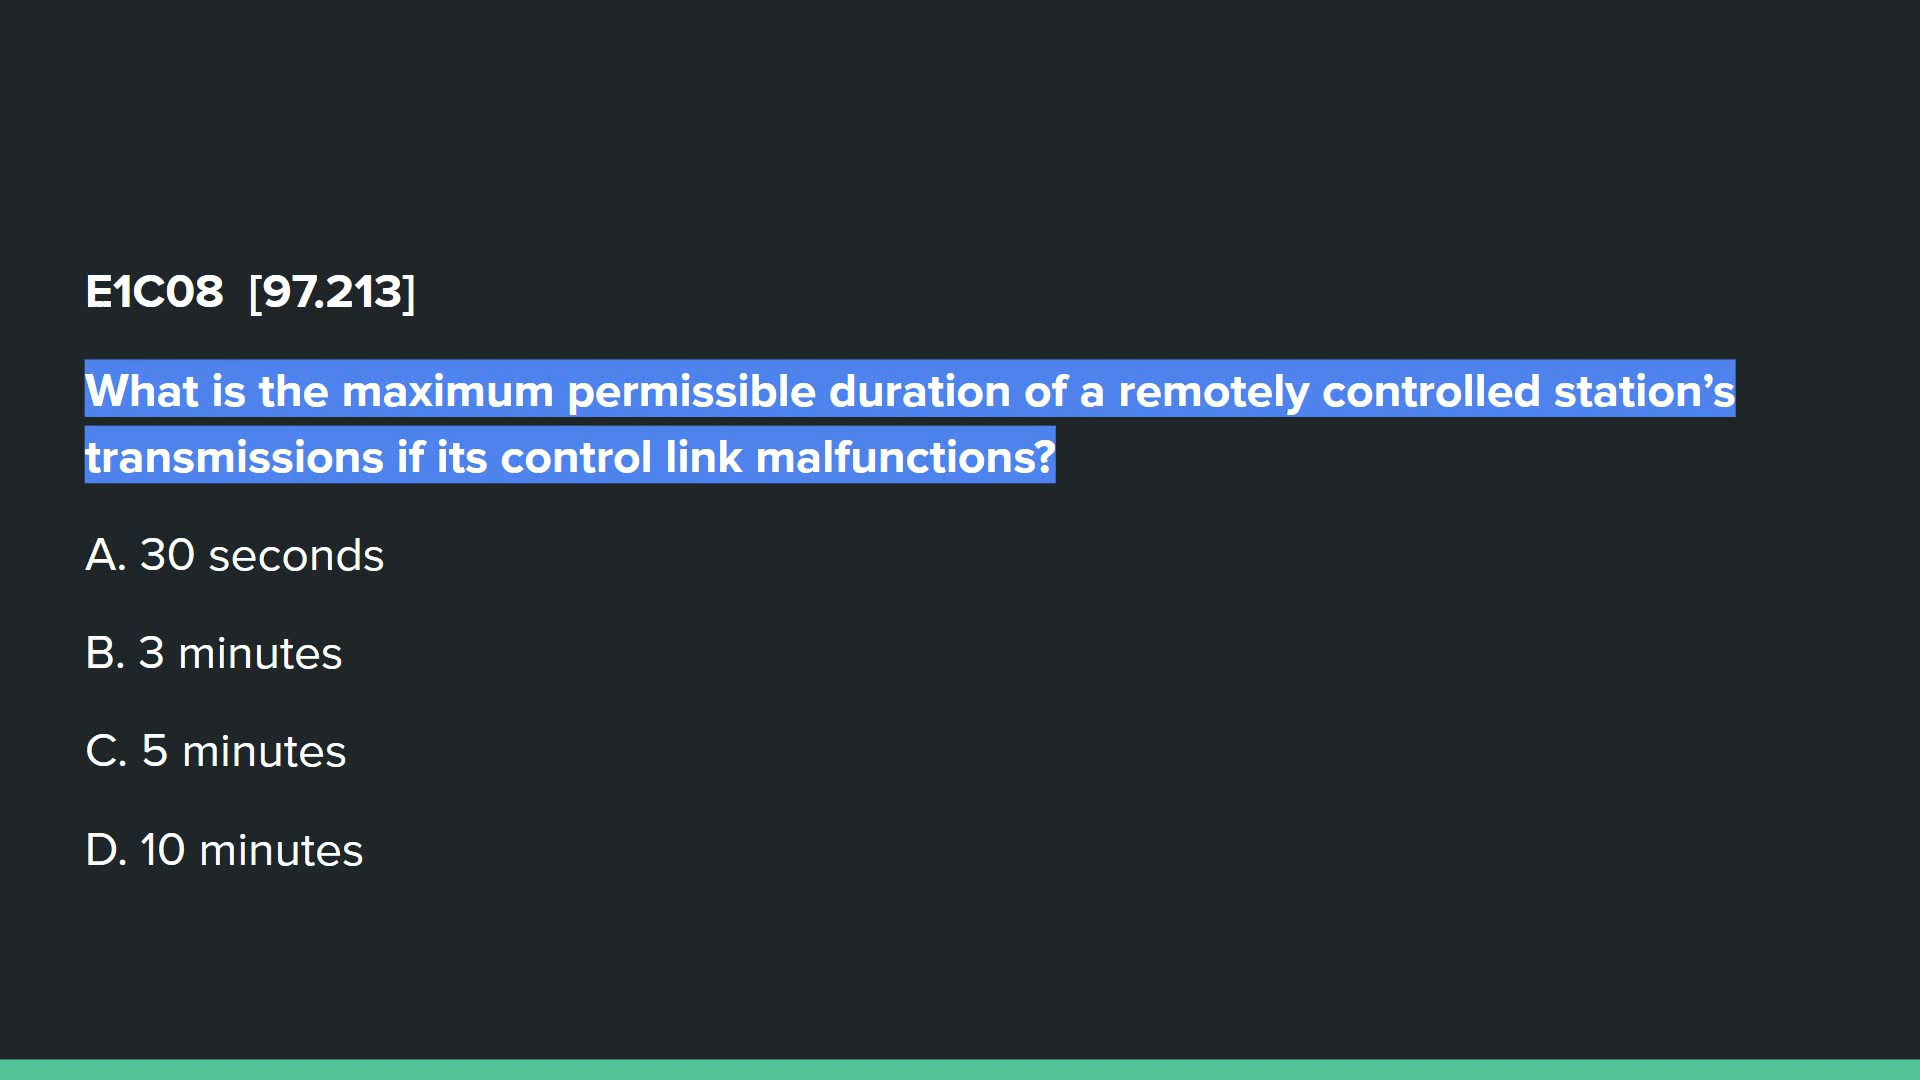 E1C08 [97.213]
What is the maximum permissible duration of a remotely controlled station’s
transmissions if its control link malfunctions?
A. 30 seconds
B. 3 minutes
C. 5 minutes
D. 10 minutes